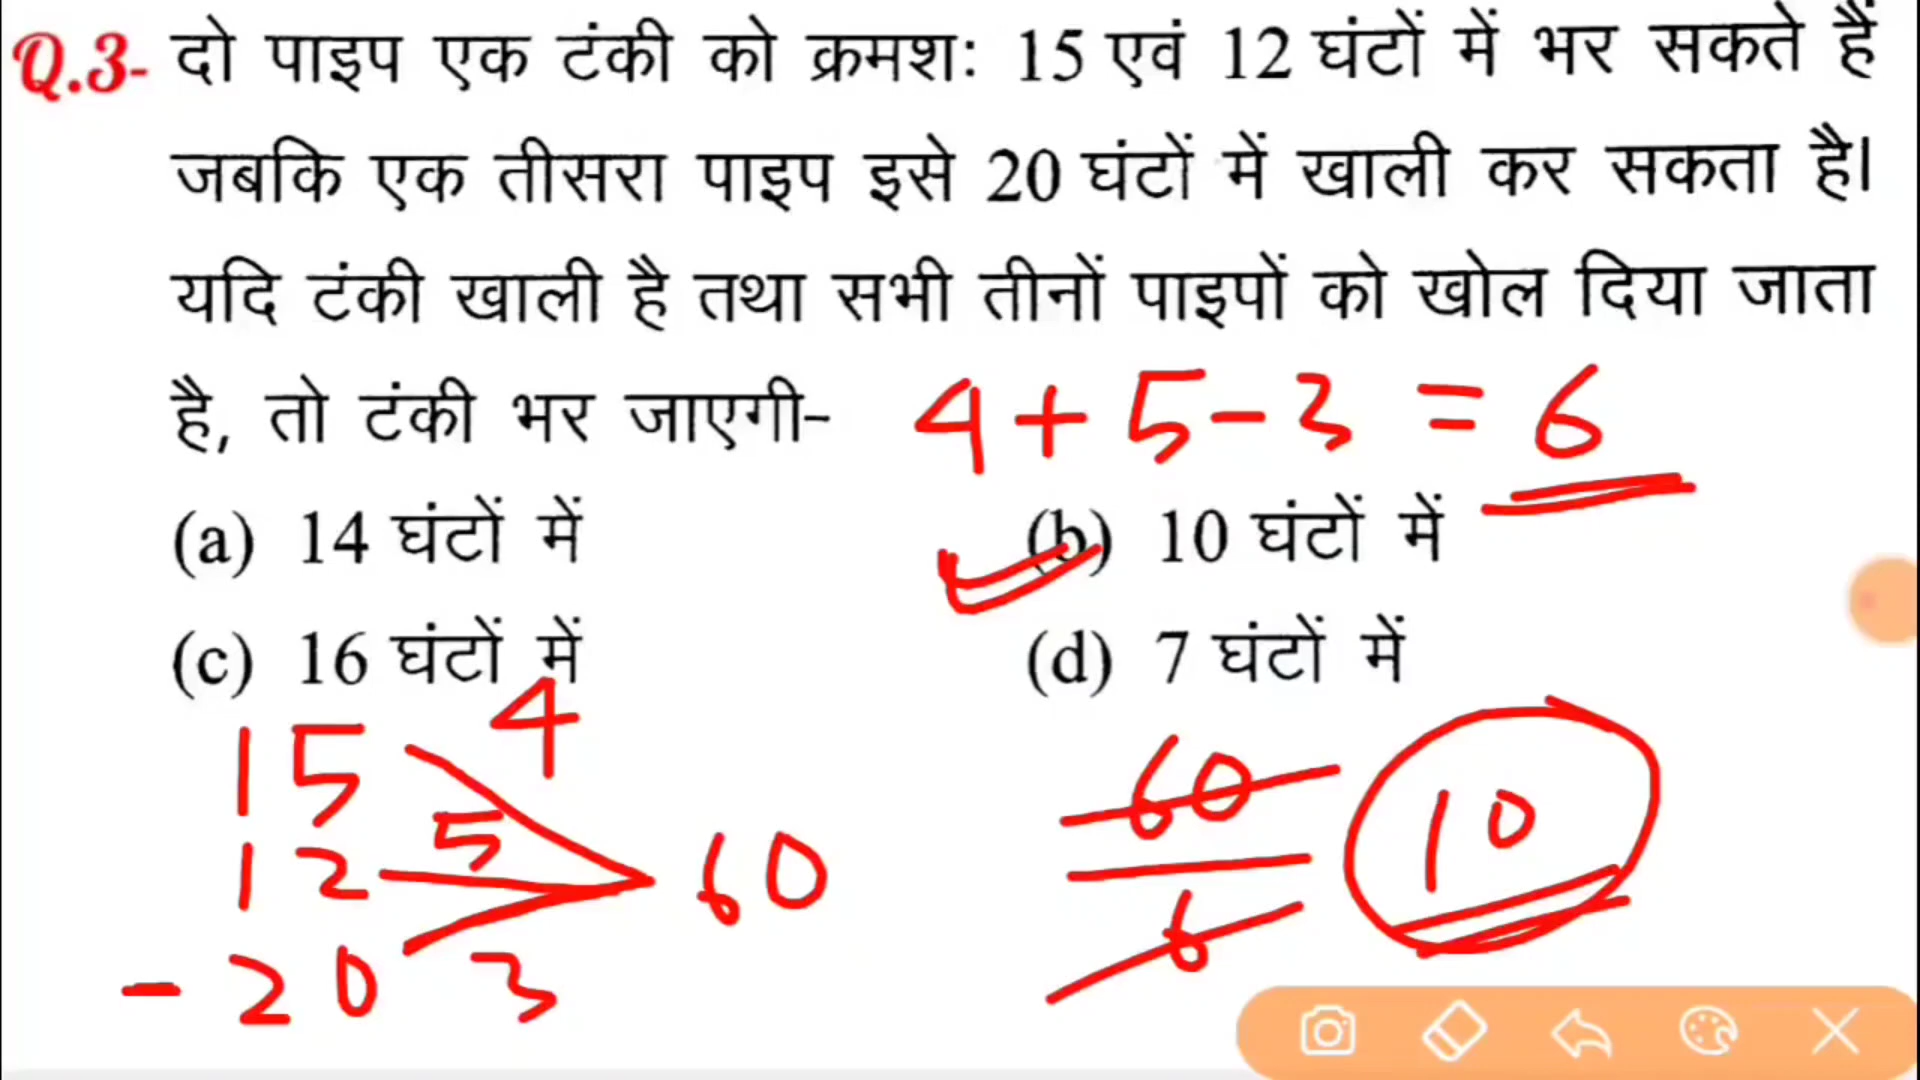 Q.3- दो पाइप एक टंकी को क्रमशः 15 एवं 12 घंटों में भर सकते हैं
जबकि एक तीसरा पाइप इसे 20 घंटों में खाली कर सकता है।
यदि टंकी खाली है तथा सभी तीनों पाइपों को खोल दिया जाता
है, तो टंकी भर जाएगी-
4 + 5 - 3 = 6
(a) 14 घंटों में
(b) 10 घंटों में
(c) 16 घंटों में
(d) 7 घंटों में
15 4
12 5 60
- 20 3
60
6
10